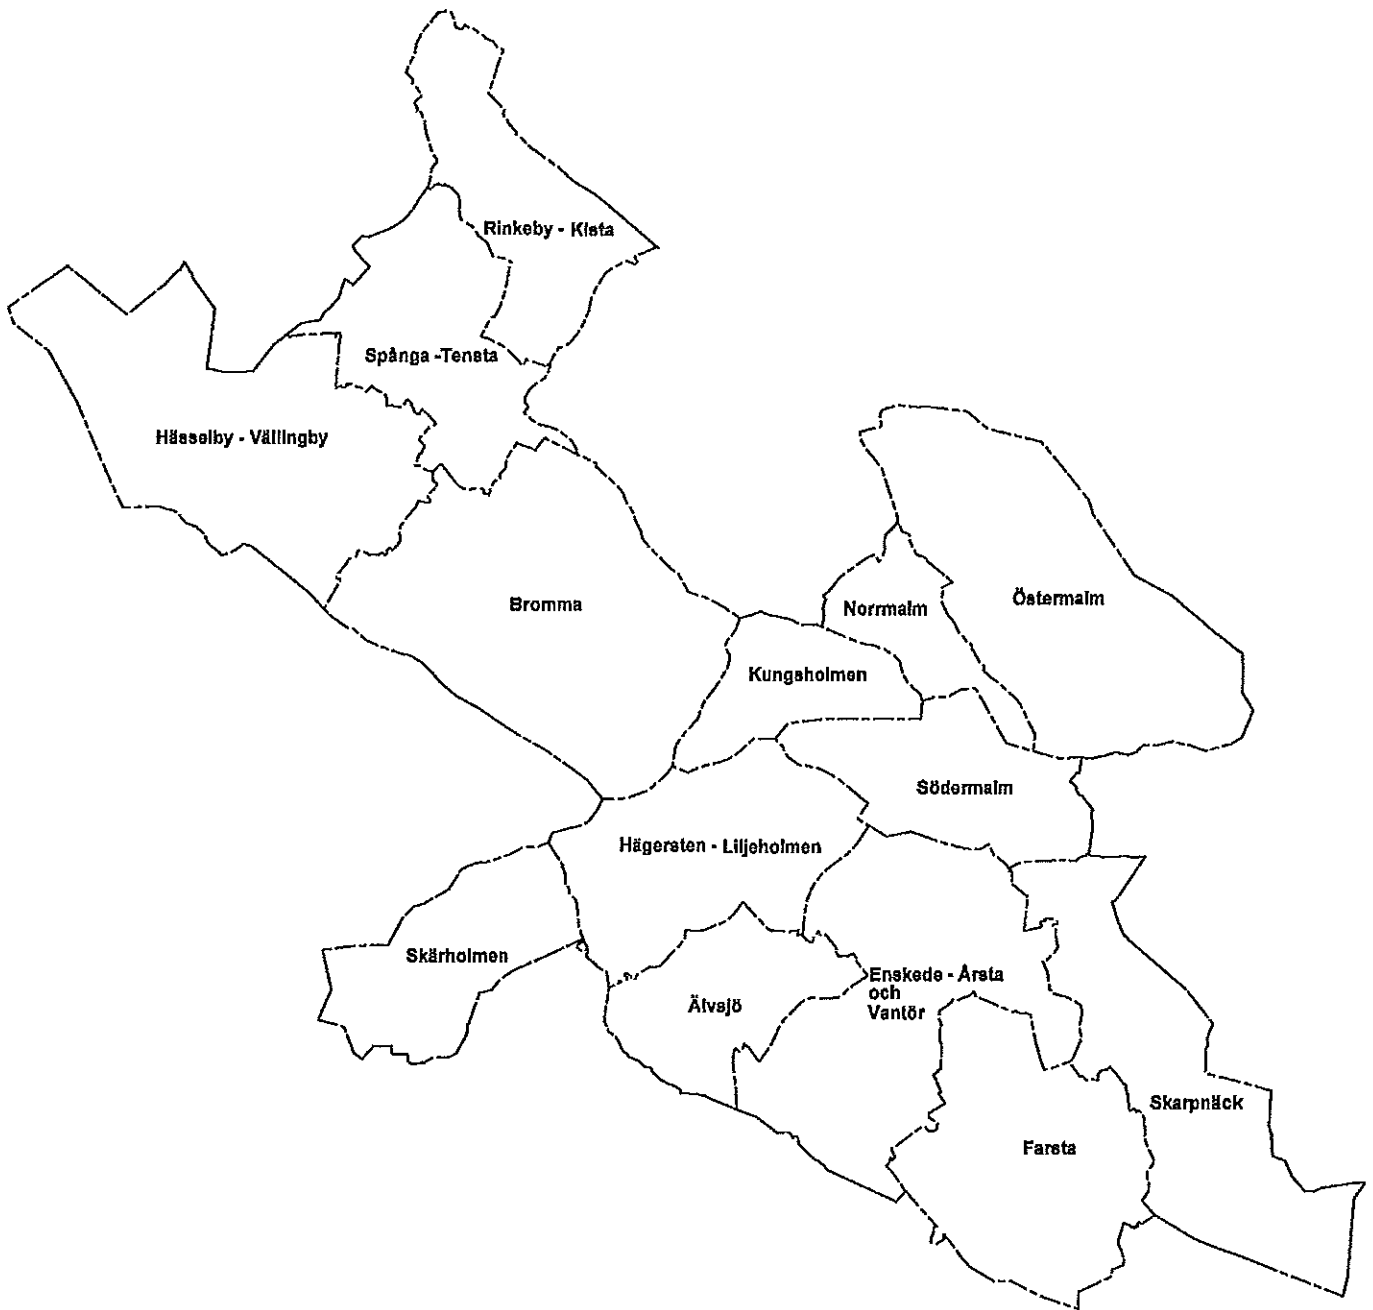 Rinkeby - Kista
Spånga -Tensta
Hässelby - Vällingby
Bromma
Norrmalm
Östermalm
Kungsholmen
Södermalm
Hägersten - Liljeholmen
Skärholmen
Enskede - Årsta
och
Vantör
Älvsjö
Skarpnäck
Farsta